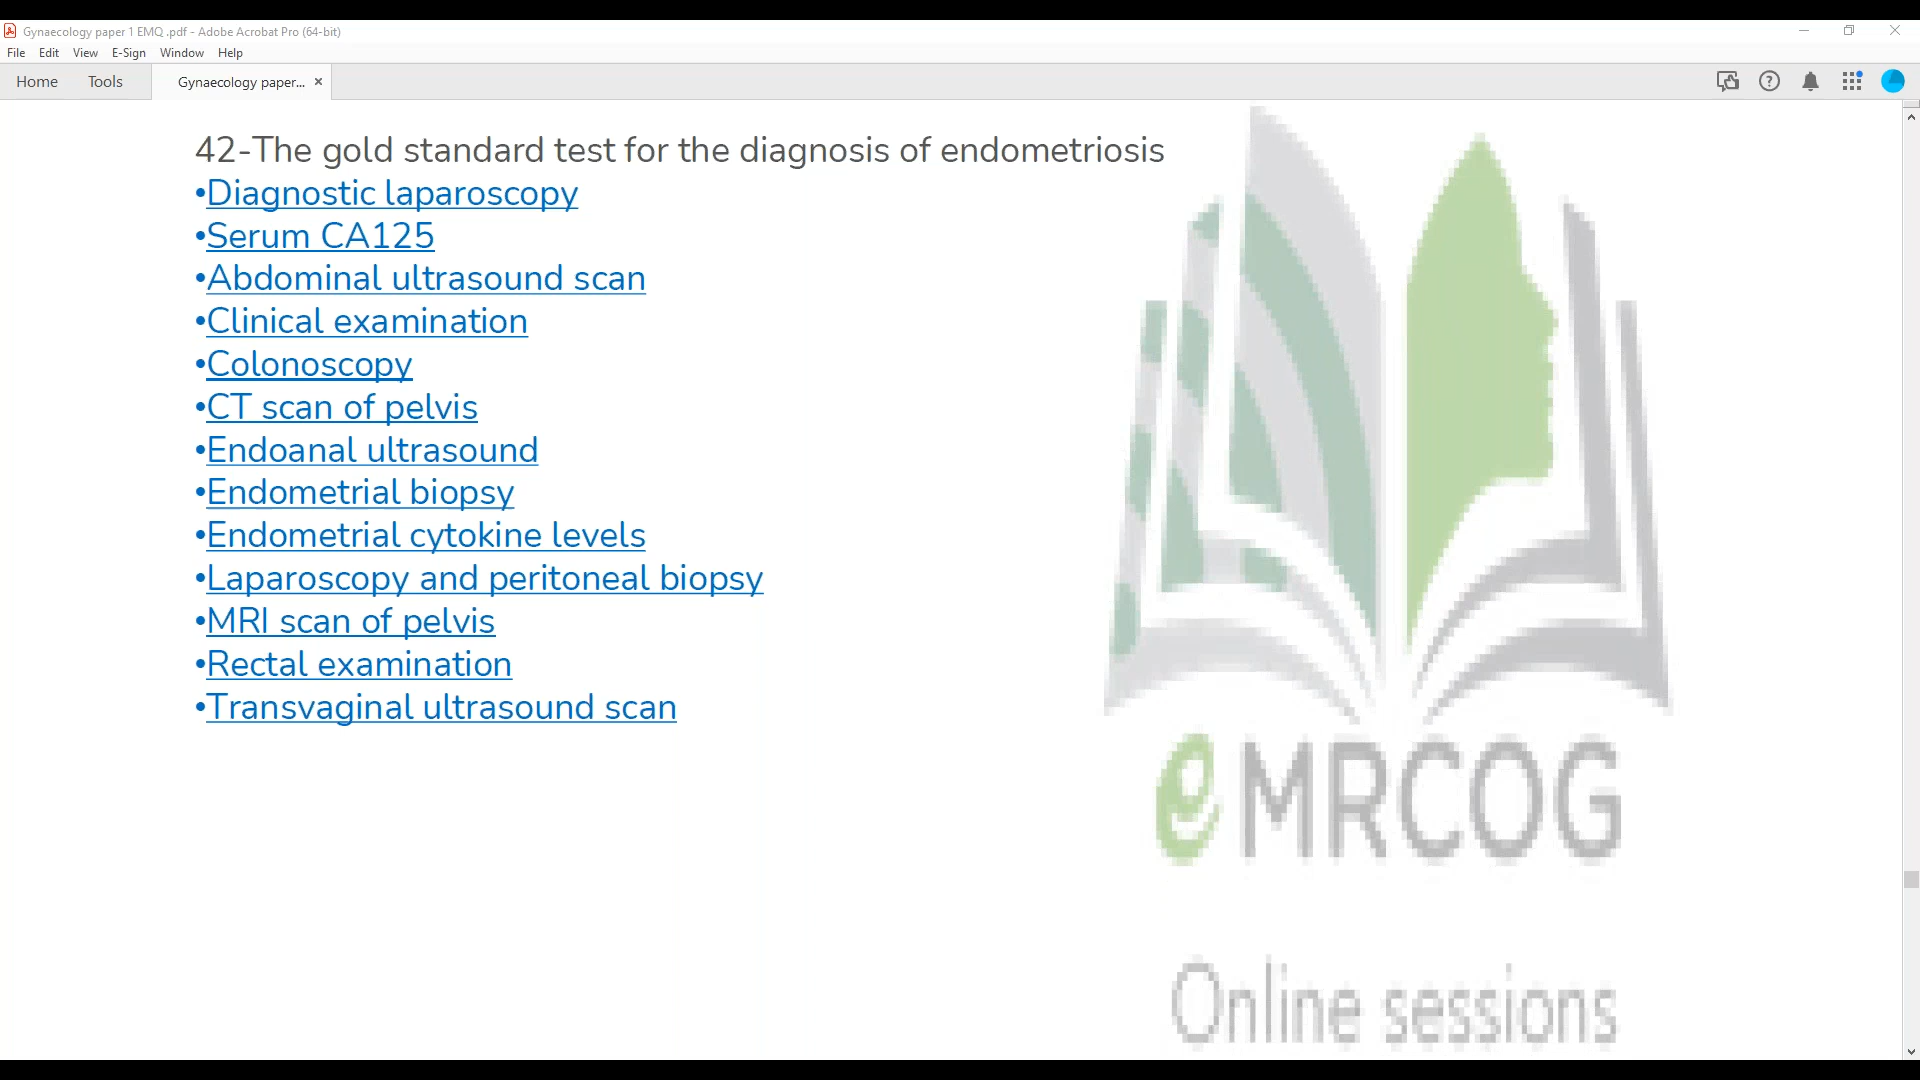 Gynaecology paper 1 EMQ .pdf - Adobe Acrobat Pro (64-bit)
File Edit View E-Sign Window Help
Home Tools Gynaecology paper... ×
42-The gold standard test for the diagnosis of endometriosis
•Diagnostic laparoscopy
•Serum CA125
•Abdominal ultrasound scan
•Clinical examination
•Colonoscopy
•CT scan of pelvis
•Endoanal ultrasound
•Endometrial biopsy
•Endometrial cytokine levels
•Laparoscopy and peritoneal biopsy
•MRI scan of pelvis
•Rectal examination
•Transvaginal ultrasound scan
eMRCOG
Online sessions